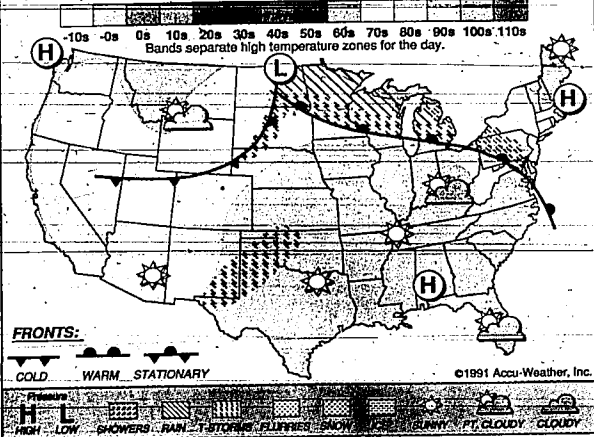 -10s -0s 0s 10s 20s 30s 40s 50s 60s 70s 80s 90s 100s 110s
Bands separate high temperature zones for the day.
H
L
H
H
FRONTS:
COLD WARM STATIONARY
©1991 Accu-Weather, Inc.
Pressure
H L
HIGH LOW SHOWERS RAIN T-STORMS FLURRIES SNOW ICE SUNNY PT. CLOUDY CLOUDY